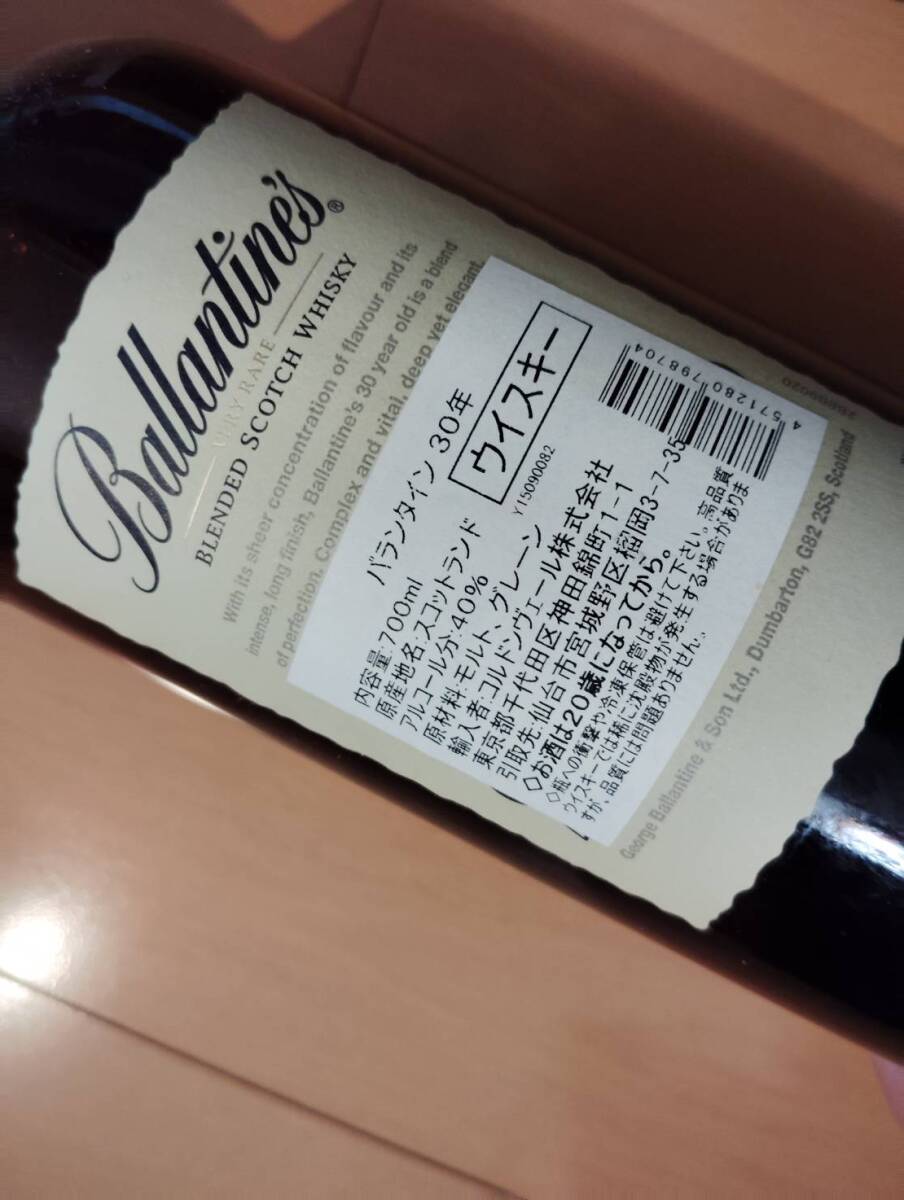 Ballantine's®
VERY RARE
BLENDED SCOTCH WHISKY
With its sheer concentration of flavour and its
intense, long finish, Ballantine's 30 year old is a blend
of perfection. Complex and vital, deep yet elegant,
バランタイン 30年
ウイスキー
Y15090082
4 571280 798704
内容量:700ml
原産地名:スコットランド
アルコール分:40%
原材料:モルト、グレーン
輸入者 コルドンヴェール株式会社
東京都千代田区神田錦町1-1
引取先 仙台市宮城野区榴岡3-7-35
◇お酒は20歳になってから。
◇瓶への衝撃や冷凍保管は避けて下さい。高品質
ウイスキーでは稀に沈殿物が発生する場合がありま
すが、品質には問題ありません。
George Ballantine & Son Ltd., Dumbarton, G82 2SS, Scotland